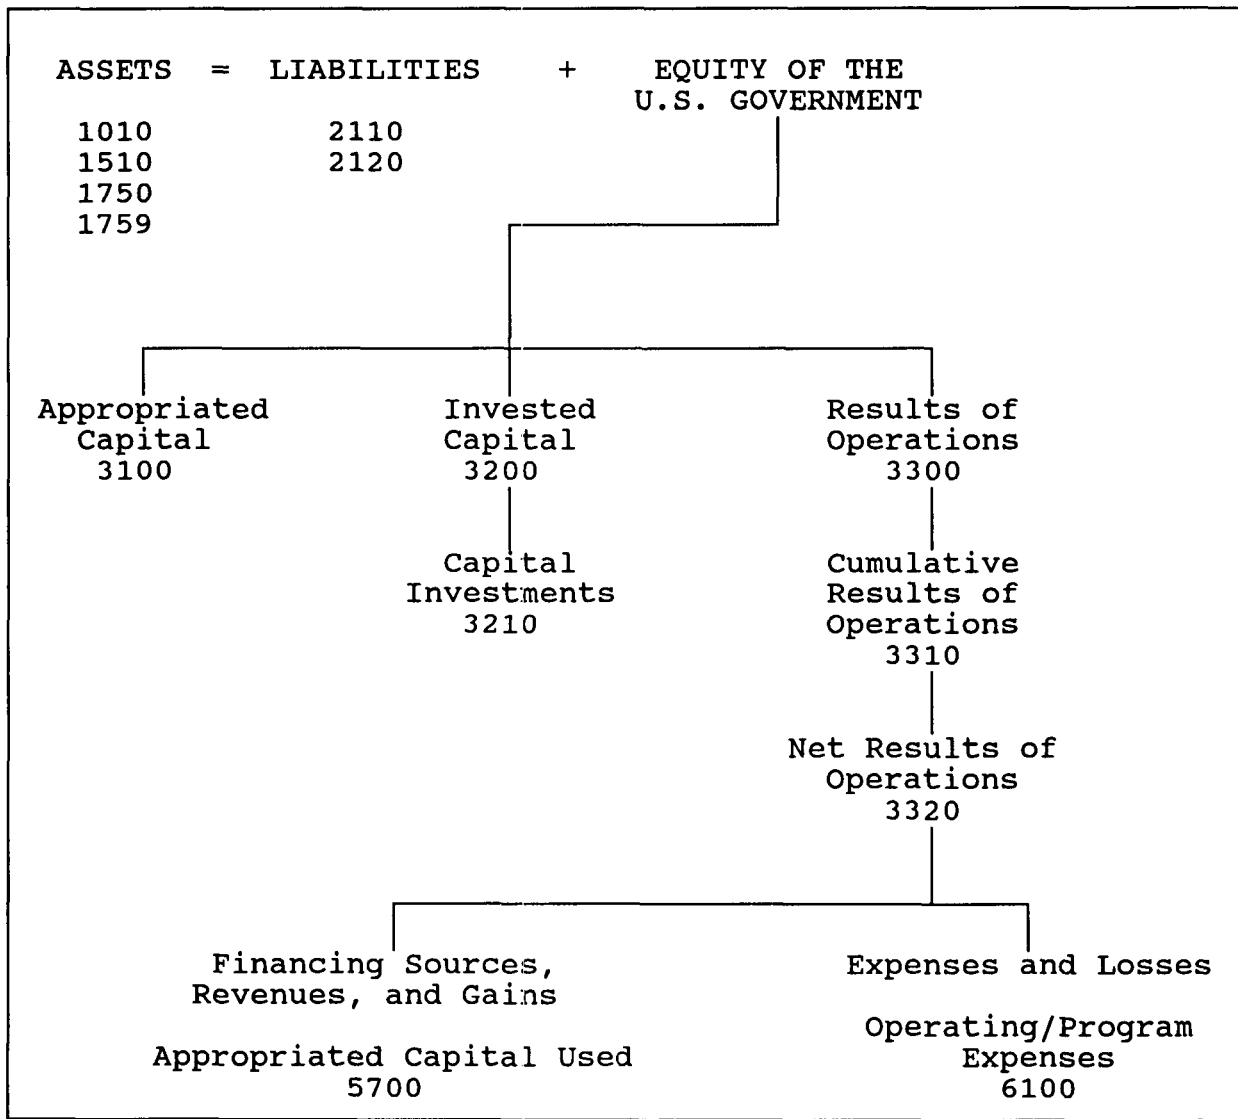 ASSETS = LIABILITIES + EQUITY OF THE
U.S. GOVERNMENT
1010 2110
1510 2120
1750
1759
Appropriated
Capital
3100
Invested
Capital
3200
Results of
Operations
3300
Capital
Investments
3210
Cumulative
Results of
Operations
3310
Net Results of
Operations
3320
Financing Sources,
Revenues, and Gains
Appropriated Capital Used
5700
Expenses and Losses
Operating/Program
Expenses
6100